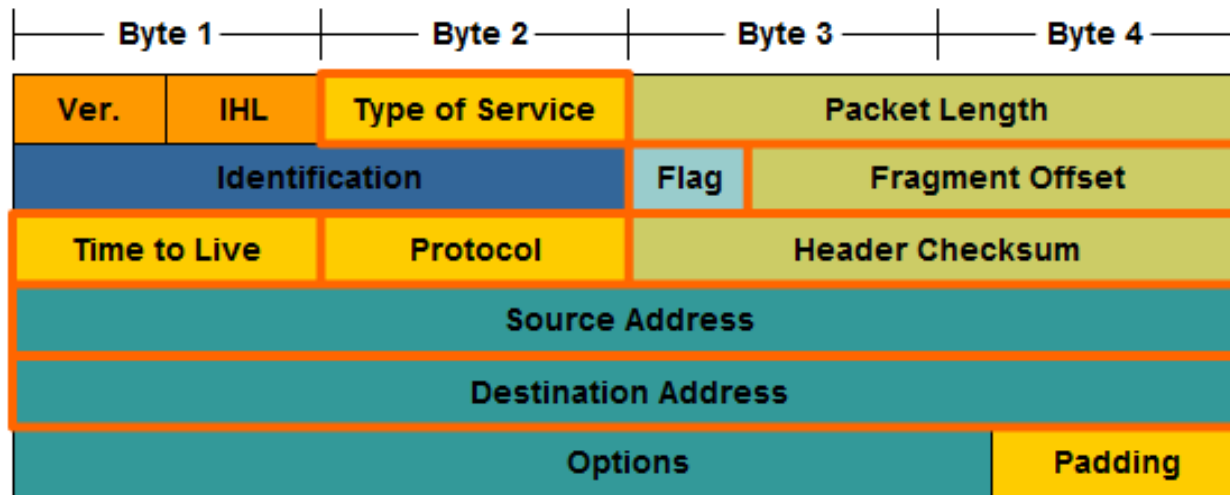 Byte 1 Byte 2 Byte 3 Byte 4
Ver. IHL Type of Service Packet Length
Identification Flag Fragment Offset
Time to Live Protocol Header Checksum
Source Address
Destination Address
Options Padding